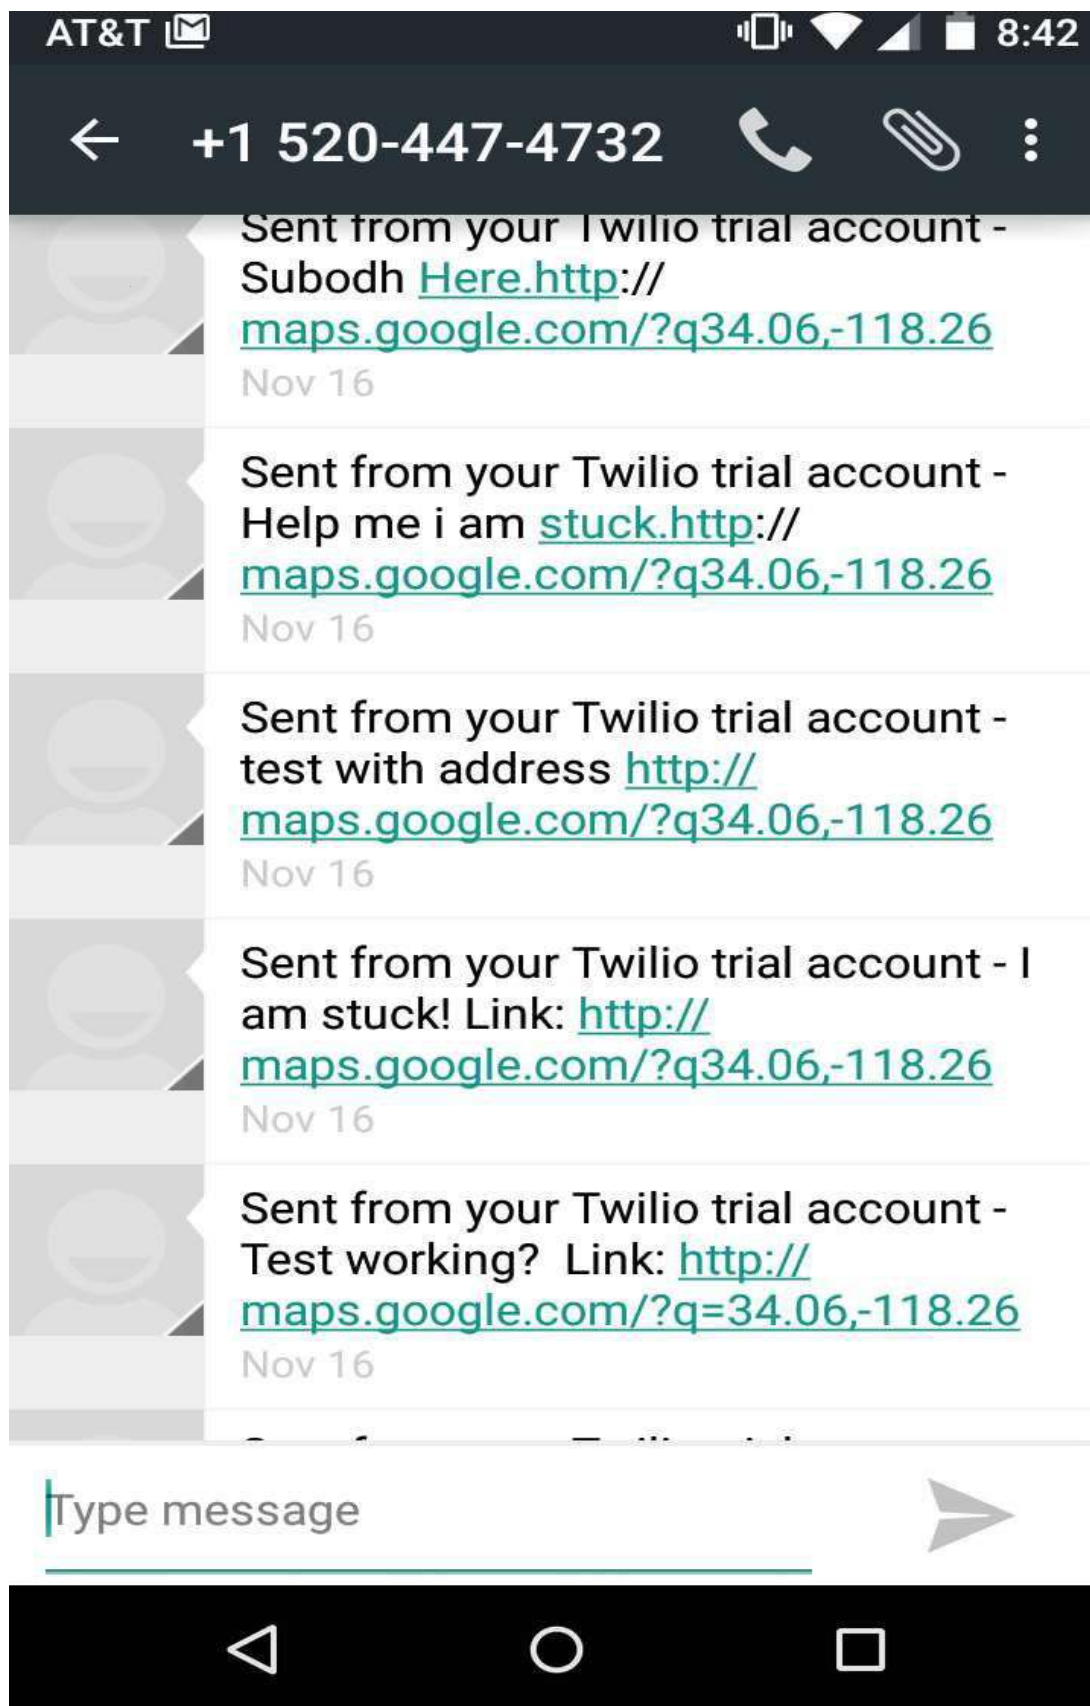 AT&T 8:42
+1 520-447-4732
Sent from your Twilio trial account -
Subodh Here.http://
maps.google.com/?q34.06,-118.26
Nov 16
Sent from your Twilio trial account -
Help me i am stuck.http://
maps.google.com/?q34.06,-118.26
Nov 16
Sent from your Twilio trial account -
test with address http://
maps.google.com/?q34.06,-118.26
Nov 16
Sent from your Twilio trial account - I
am stuck! Link: http://
maps.google.com/?q34.06,-118.26
Nov 16
Sent from your Twilio trial account -
Test working?  Link: http://
maps.google.com/?q=34.06,-118.26
Nov 16
Type message